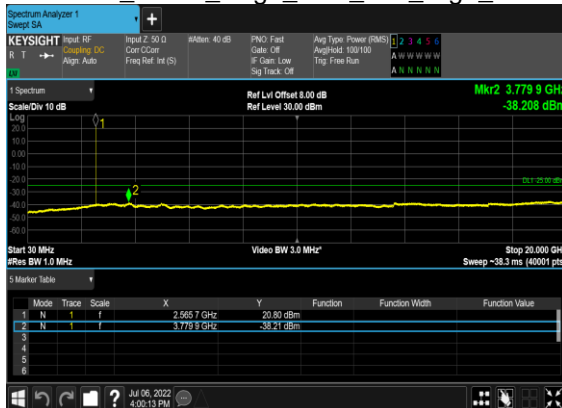 Spectrum Analyzer 1
Swept SA
+
KEYSIGHT Input: RF Input Z: 50 Ω #Atten: 40 dB PNO: Fast Avg Type: Power (RMS) 1 2 3 4 5 6
R T Coupling: DC Corr CCorr Gate: Off Avg|Hold: 100/100 A W W W W W
Align: Auto Freq Ref: Int (S) IF Gain: Low Trig: Free Run
Sig Track: Off A N N N N N
1 Spectrum Ref Lvl Offset 8.00 dB Mkr2 3.779 9 GHz
Scale/Div 10 dB Ref Level 30.00 dBm -38.208 dBm
Log
20.0
10.0
0.00
-10.0
-20.0
-30.0
-40.0
-50.0
-60.0
1
2
DL1 -25.00 dBm
Start 30 MHz Video BW 3.0 MHz* Stop 20.000 GH
#Res BW 1.0 MHz Sweep ~38.3 ms (40001 pts
5 Marker Table
Mode Trace Scale X Y Function Function Width Function Value
1 N 1 f 2.565 7 GHz 20.80 dBm
2 N 1 f 3.779 9 GHz -38.21 dBm
3
4
5
6
? Jul 06, 2022
4:00:13 PM